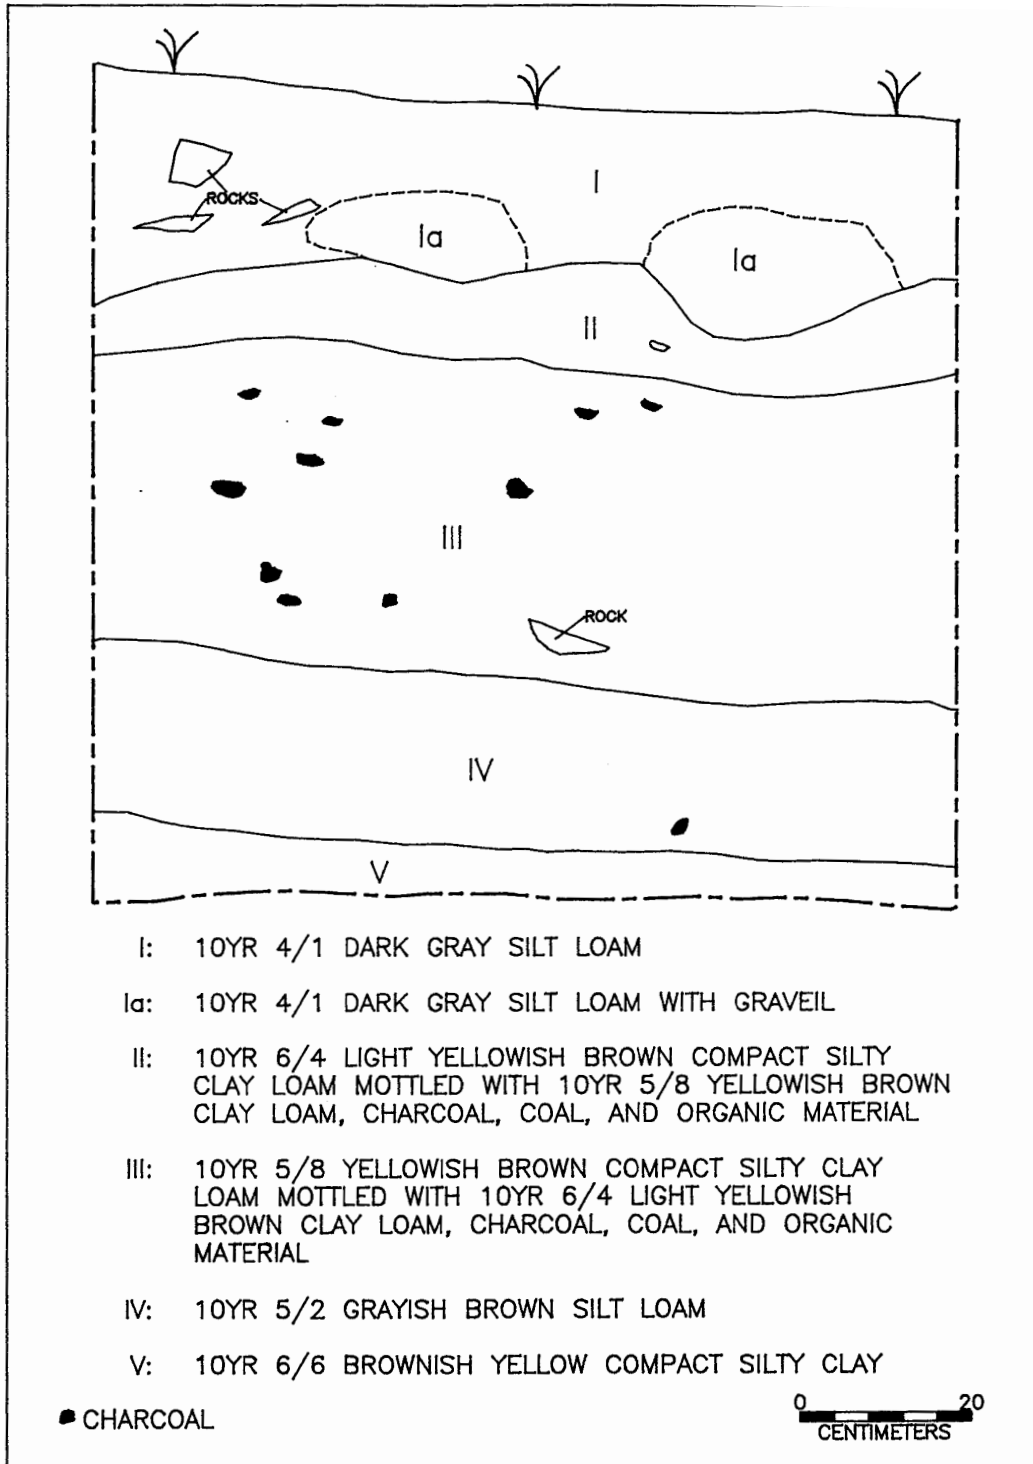 ROCKS
I
Ia
Ia
II
III
ROCK
IV
V
I: 10YR 4/1 DARK GRAY SILT LOAM
Ia: 10YR 4/1 DARK GRAY SILT LOAM WITH GRAVEIL
II: 10YR 6/4 LIGHT YELLOWISH BROWN COMPACT SILTY
CLAY LOAM MOTTLED WITH 10YR 5/8 YELLOWISH BROWN
CLAY LOAM, CHARCOAL, COAL, AND ORGANIC MATERIAL
III: 10YR 5/8 YELLOWISH BROWN COMPACT SILTY CLAY
LOAM MOTTLED WITH 10YR 6/4 LIGHT YELLOWISH
BROWN CLAY LOAM, CHARCOAL, COAL, AND ORGANIC
MATERIAL
IV: 10YR 5/2 GRAYISH BROWN SILT LOAM
V: 10YR 6/6 BROWNISH YELLOW COMPACT SILTY CLAY
CHARCOAL
0 20
CENTIMETERS